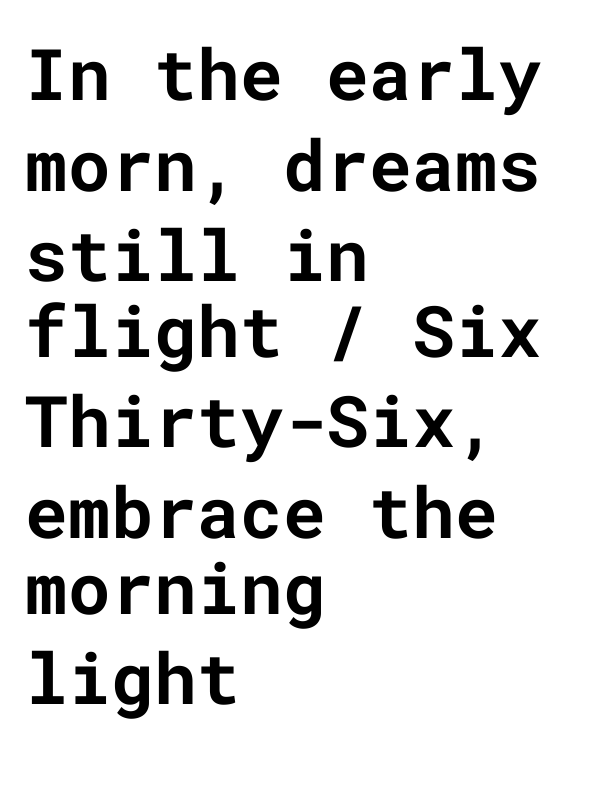 In the early
morn, dreams
still in
flight / Six
Thirty-Six,
embrace the
morning
light